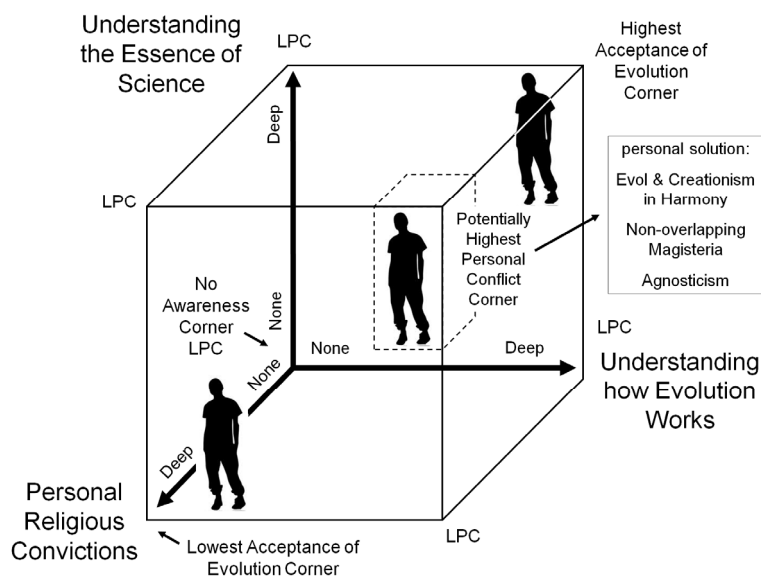 Understanding
the Essence of
Science
LPC
Highest
Acceptance of
Evolution
Corner
Deep
personal solution:
Evol & Creationism
in Harmony
Non-overlapping
Magisteria
Agnosticism
LPC
Potentially
Highest
Personal
Conflict
Corner
No
Awareness
Corner
LPC
None
None
Deep
None
Deep
LPC
Understanding
how Evolution
Works
Personal
Religious
Convictions
LPC
Lowest Acceptance of
Evolution Corner